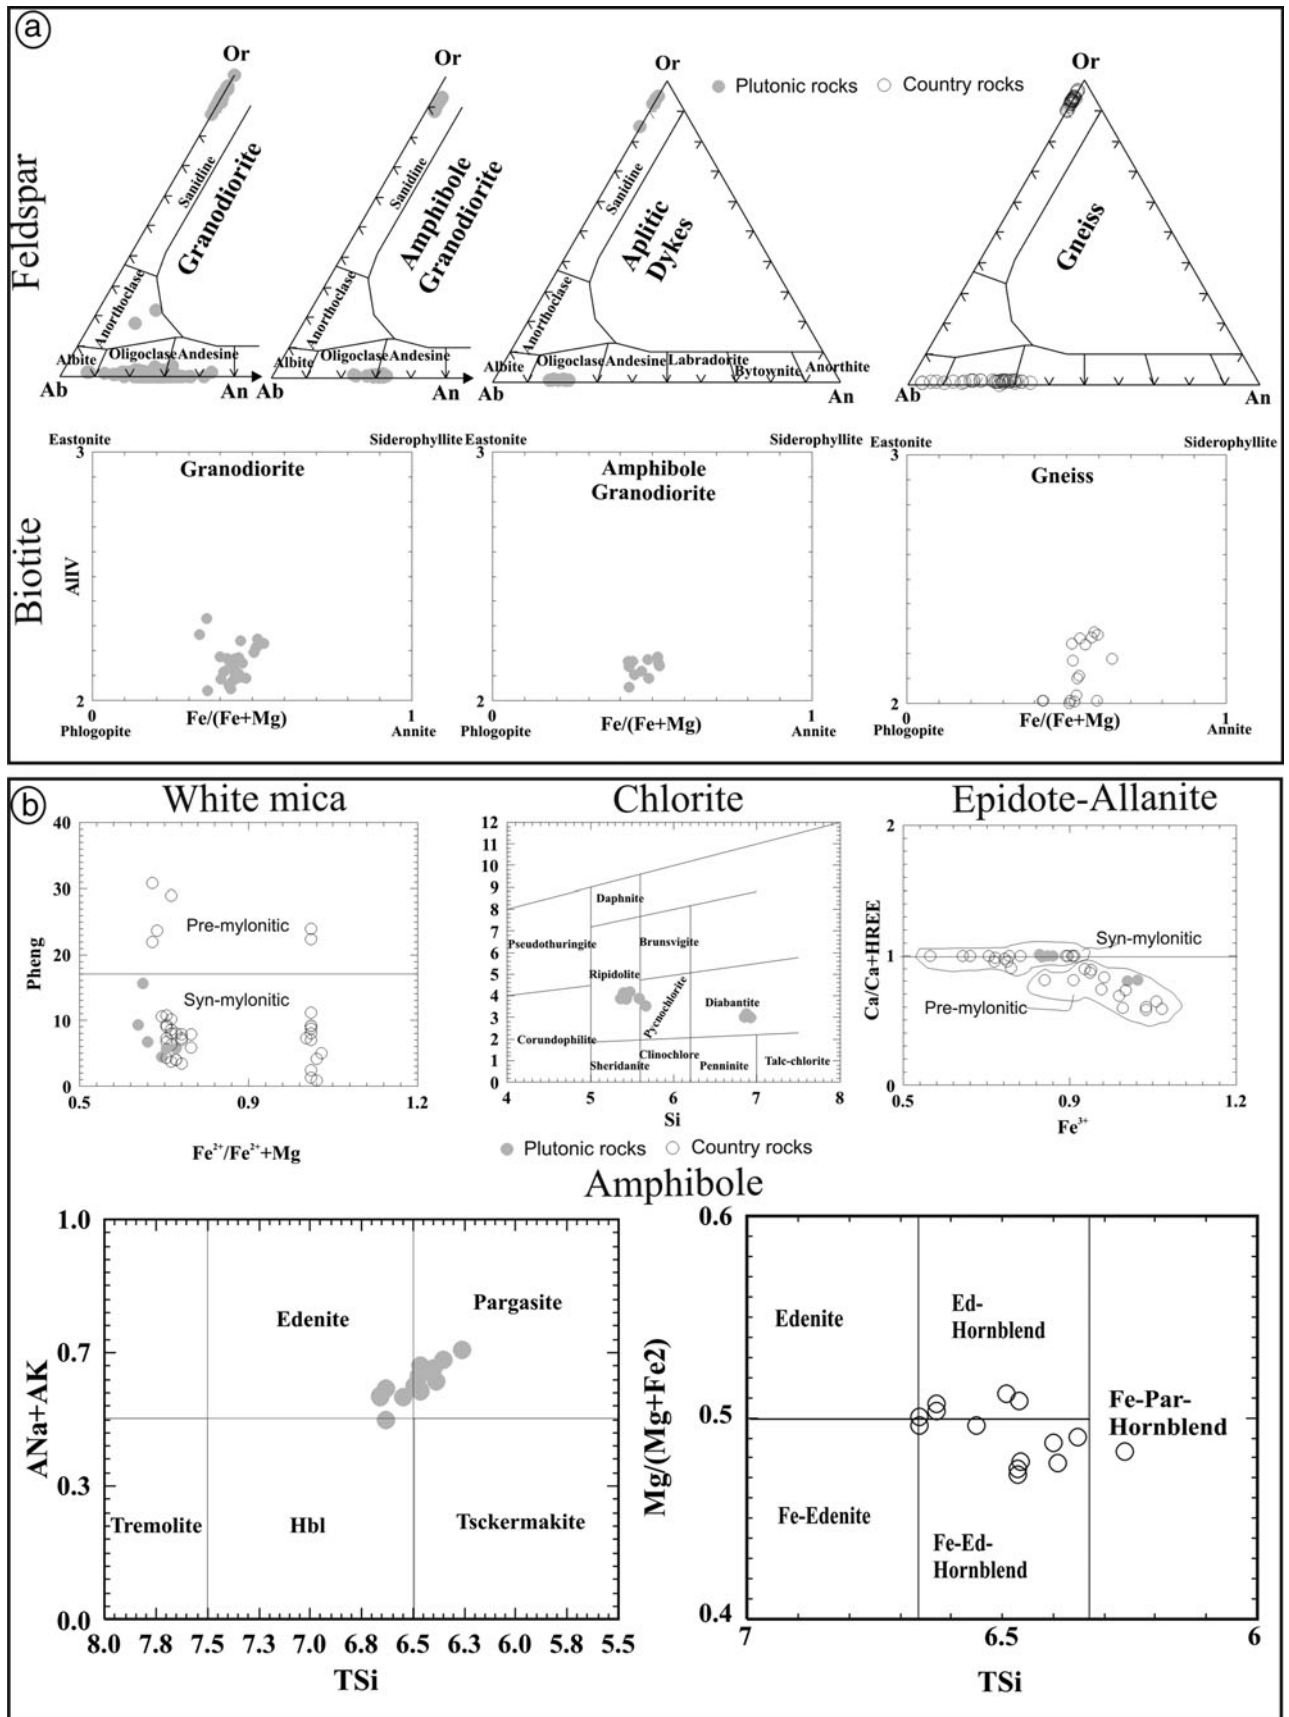 a
Feldspar
Or
Sanidine
Granodiorite
Anorthoclase
Albite
Oligoclase
Andesine
Ab
An
Or
Sanidine
Amphibole
Granodiorite
Anorthoclase
Albite
Oligoclase
Andesine
Ab
An
Or
Plutonic rocks
Country rocks
Sanidine
Aplitic
Dykes
Anorthoclase
Albite
Oligoclase
Andesine
Labradorite
Bytownite
Anorthite
Ab
An
Or
Gneiss
Ab
An
Biotite
Eastonite
Siderophyllite
3
Granodiorite
AlIV
2
0
Fe/(Fe+Mg)
1
Phlogopite
Annite
Eastonite
Siderophyllite
3
Amphibole
Granodiorite
2
0
Fe/(Fe+Mg)
1
Phlogopite
Annite
Eastonite
Siderophyllite
3
Gneiss
2
0
Fe/(Fe+Mg)
1
Phlogopite
Annite
b
White mica
40
30
20
10
0
Pheng
Pre-mylonitic
Syn-mylonitic
0.5
0.9
1.2
Fe²⁺/Fe²⁺+Mg
Chlorite
12
11
10
9
8
7
6
5
4
3
2
1
0
Daphnite
Pseudothuringite
Brunsvigite
Ripidolite
Pycnochlorite
Diabantite
Corundophilite
Sheridanite
Clinochlore
Penninite
Talc-chlorite
4
5
6
7
8
Si
Epidote-Allanite
2
1
0
Ca/Ca+HREE
Syn-mylonitic
Pre-mylonitic
0.5
0.9
1.2
Fe³⁺
Plutonic rocks
Country rocks
Amphibole
1.0
0.7
0.3
0.0
ANa+AK
Edenite
Pargasite
Tremolite
Hbl
Tsckermakite
8.0 7.8 7.5 7.3 7.0 6.8 6.5 6.3 6.0 5.8 5.5
TSi
0.6
0.5
0.4
Mg/(Mg+Fe2)
Edenite
Ed-
Hornblend
Fe-Par-
Hornblend
Fe-Edenite
Fe-Ed-
Hornblend
7
6.5
6
TSi